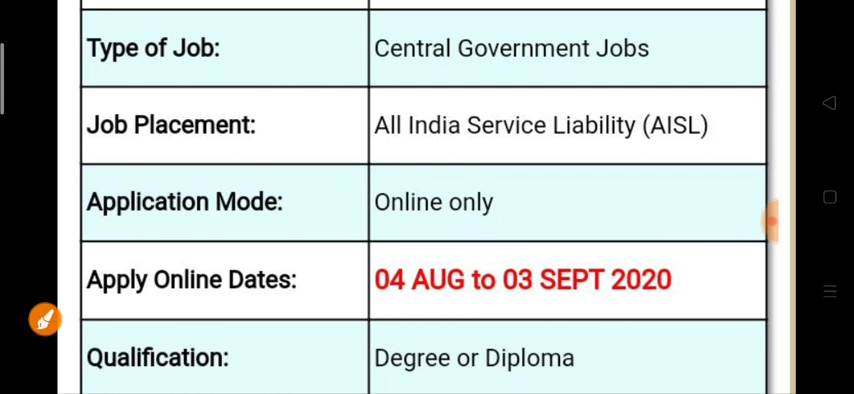 Type of Job: Central Government Jobs
Job Placement: All India Service Liability (AISL)
Application Mode: Online only
Apply Online Dates: 04 AUG to 03 SEPT 2020
Qualification: Degree or Diploma